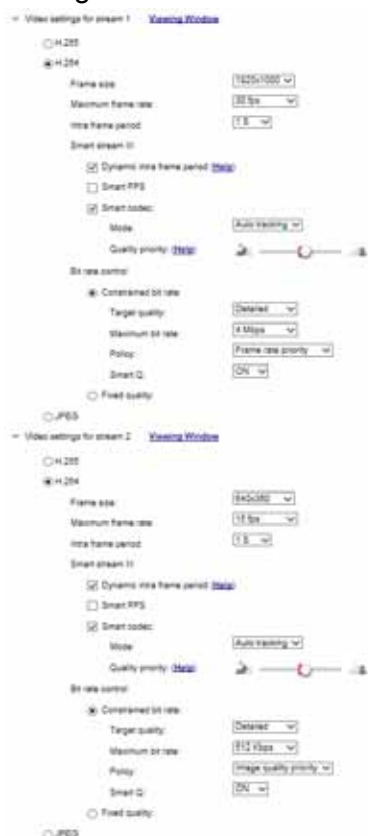 Video settings for stream 1 Viewing Window
H.265
H.264
Frame size 1920x1080
Maximum frame rate 30 fps
Intra frame period 1 S
Smart stream III
Dynamic intra frame period (Help)
Smart FPS
Smart codec:
Mode Auto tracking
Quality priority: (Help)
Bit rate control
Constrained bit rate
Target quality: Detailed
Maximum bit rate 4 Mbps
Policy: Frame rate priority
Smart Q: ON
Fixed quality:
JPEG
Video settings for stream 2 Viewing Window
H.265
H.264
Frame size 640x360
Maximum frame rate 15 fps
Intra frame period 1 S
Smart stream III
Dynamic intra frame period (Help)
Smart FPS
Smart codec:
Mode Auto tracking
Quality priority: (Help)
Bit rate control
Constrained bit rate
Target quality: Detailed
Maximum bit rate 512 Kbps
Policy: Image quality priority
Smart Q: ON
Fixed quality:
JPEG